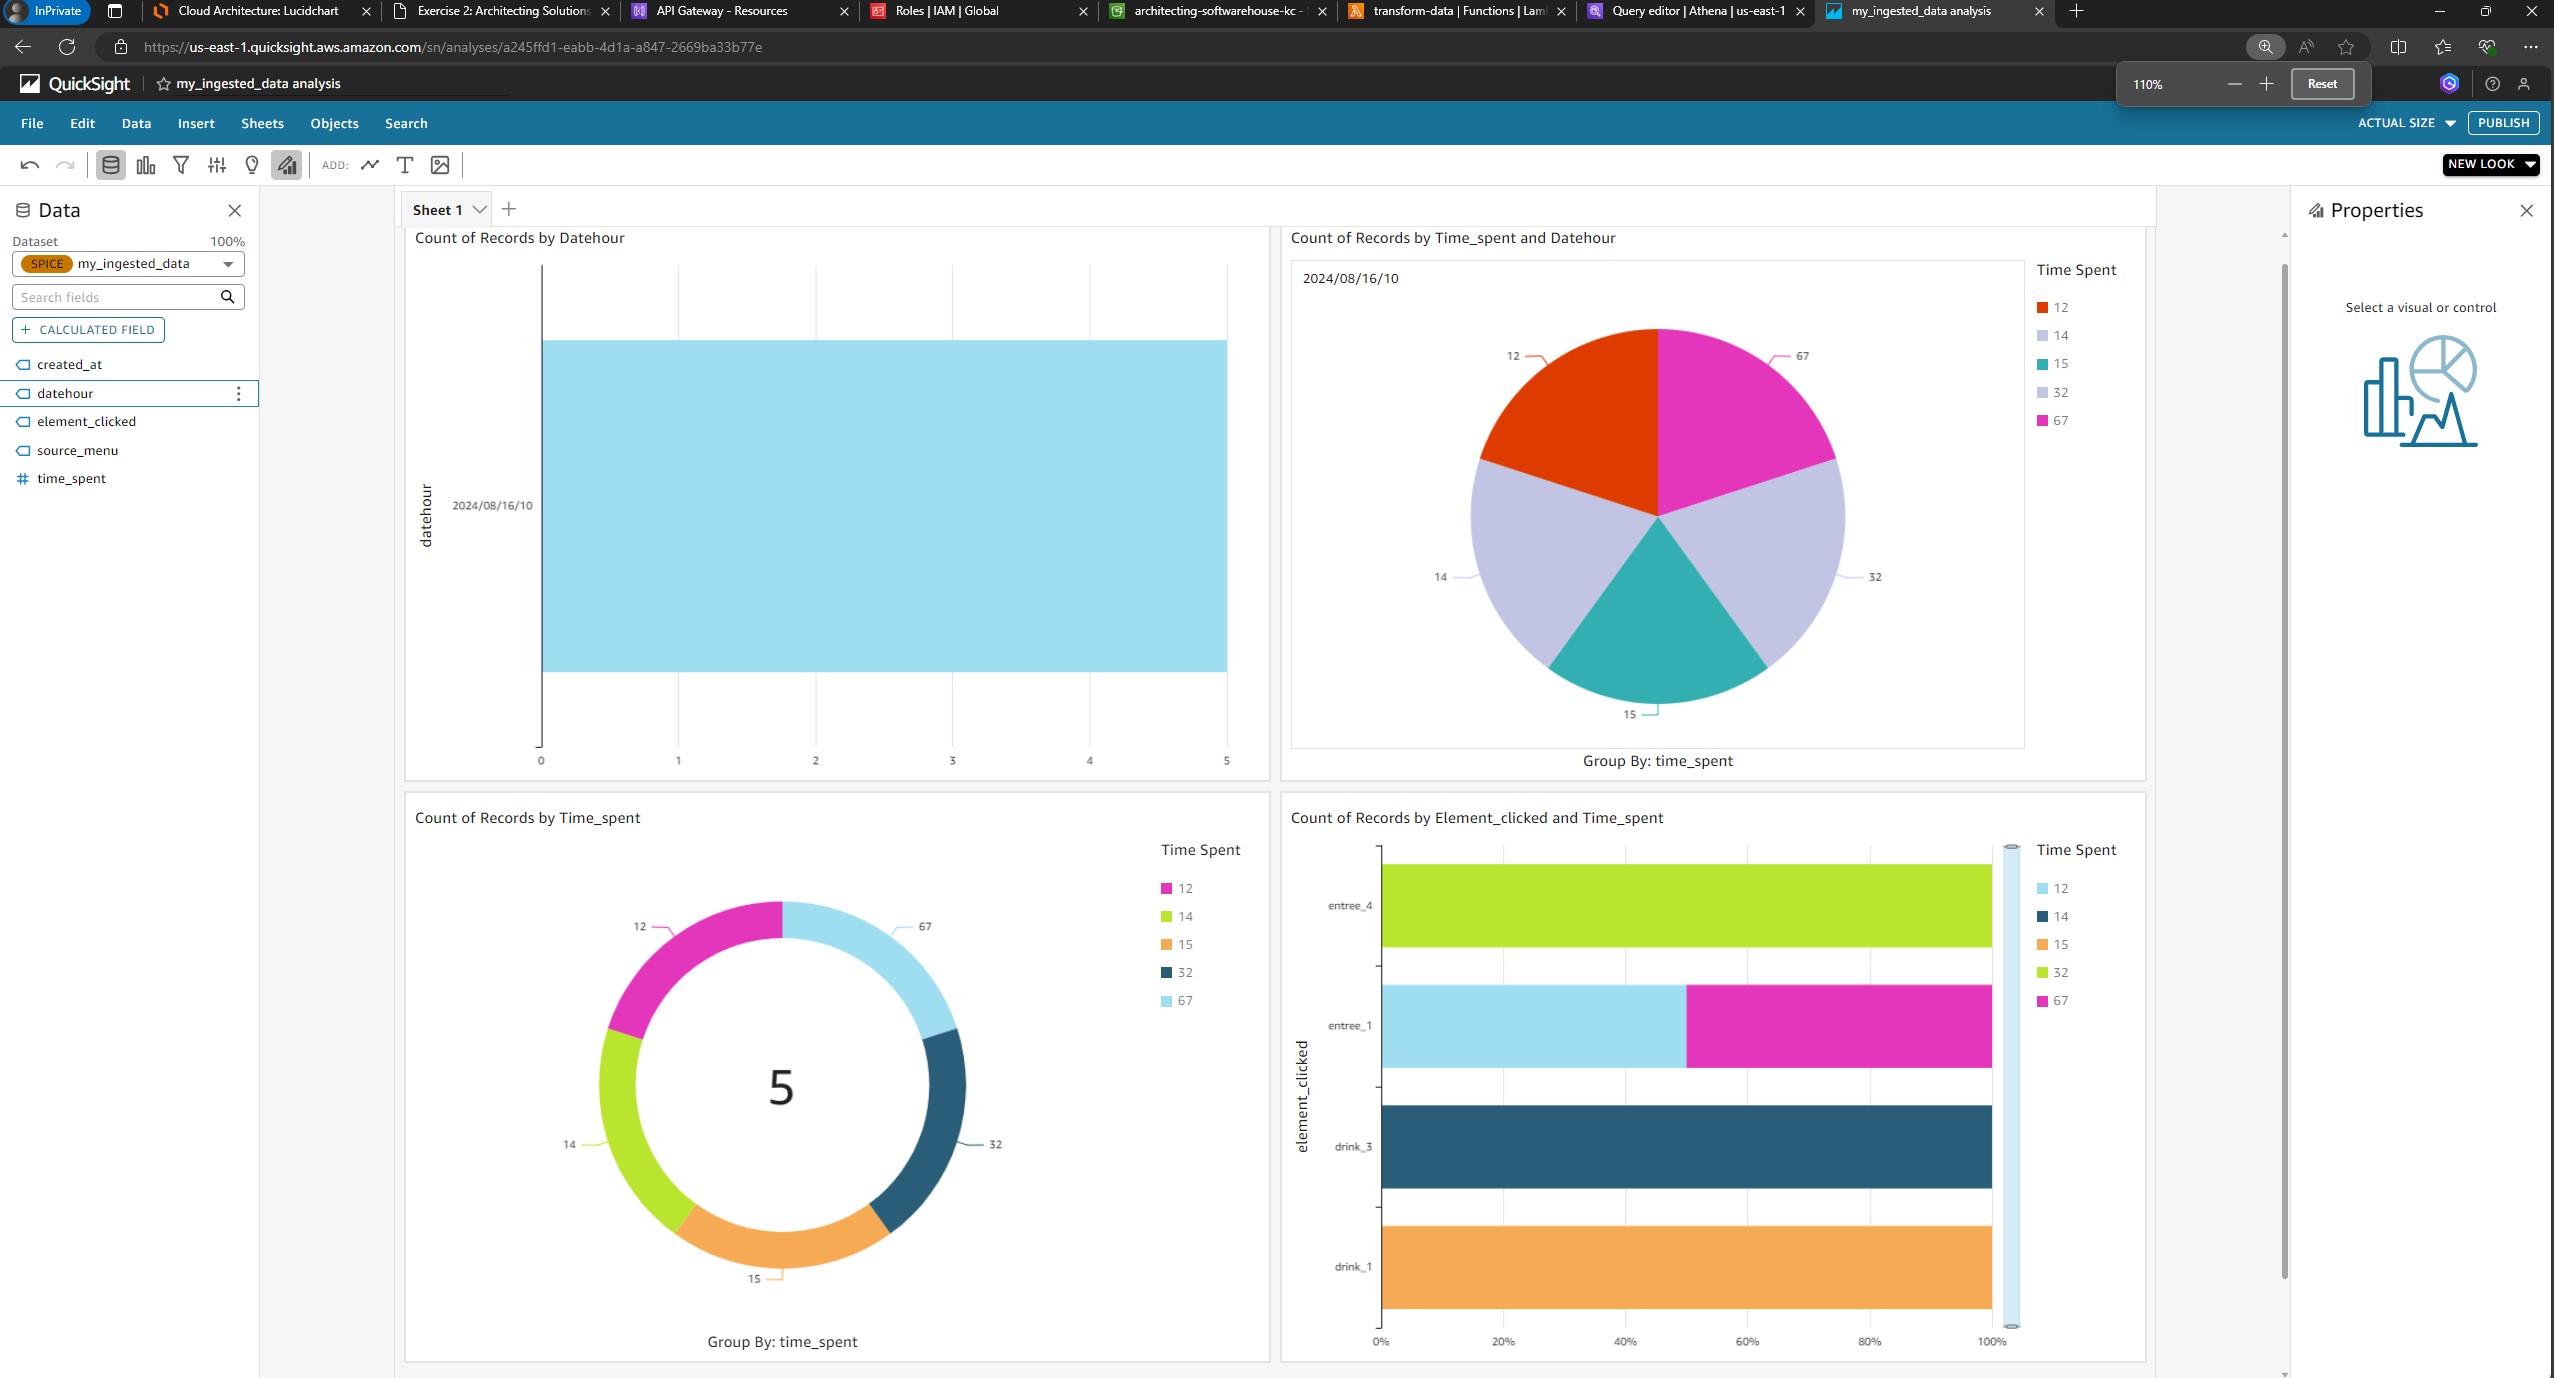 InPrivate
Cloud Architecture: Lucidchart
Exercise 2: Architecting Solutions
API Gateway - Resources
Roles | IAM | Global
architecting-softwarehouse-kc -
transform-data | Functions | Lam
Query editor | Athena | us-east-1
my_ingested_data analysis
https://us-east-1.quicksight.aws.amazon.com/sn/analyses/a245ffd1-eabb-4d1a-a847-2669ba33b77e
QuickSight
my_ingested_data analysis
110%
Reset
File Edit Data Insert Sheets Objects Search
ACTUAL SIZE
PUBLISH
ADD:
NEW LOOK
Data
Dataset 100%
SPICE my_ingested_data
Search fields
+ CALCULATED FIELD
created_at
datehour
element_clicked
source_menu
time_spent
Sheet 1
Count of Records by Datehour
datehour
2024/08/16/10
0 1 2 3 4 5
Count of Records by Time_spent and Datehour
2024/08/16/10
12
67
14
32
15
Group By: time_spent
Time Spent
12
14
15
32
67
Count of Records by Time_spent
12
67
5
14
32
15
Group By: time_spent
Time Spent
12
14
15
32
67
Count of Records by Element_clicked and Time_spent
element_clicked
entree_4
entree_1
drink_3
drink_1
0% 20% 40% 60% 80% 100%
Time Spent
12
14
15
32
67
Properties
Select a visual or control